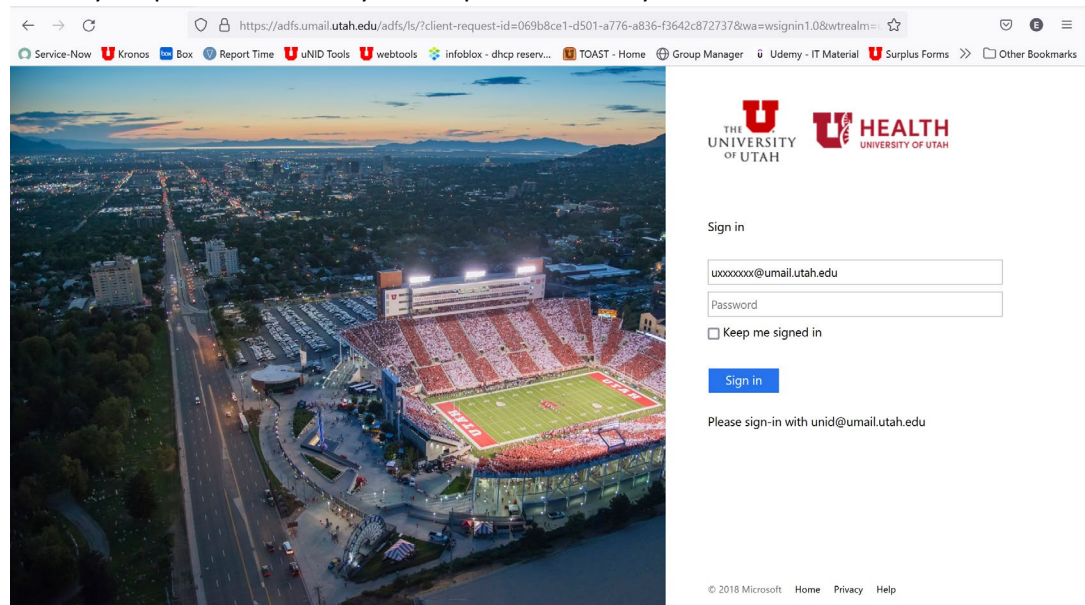 https://adfs.umail.utah.edu/adfs/ls/?client-request-id=069b8ce1-d501-a776-a836-f3642c872737&wa=wsignin1.0&wtrealm=
E
Service-Now Kronos box Box Report Time uNID Tools webtools infoblox - dhcp reserv... TOAST - Home Group Manager Udemy - IT Material Surplus Forms Other Bookmarks
THE
UNIVERSITY
OF UTAH
U HEALTH
UNIVERSITY OF UTAH
Sign in
uxxxxxxx@umail.utah.edu
Password
Keep me signed in
Sign in
Please sign-in with unid@umail.utah.edu
UTAH
UTAH
© 2018 Microsoft Home Privacy Help